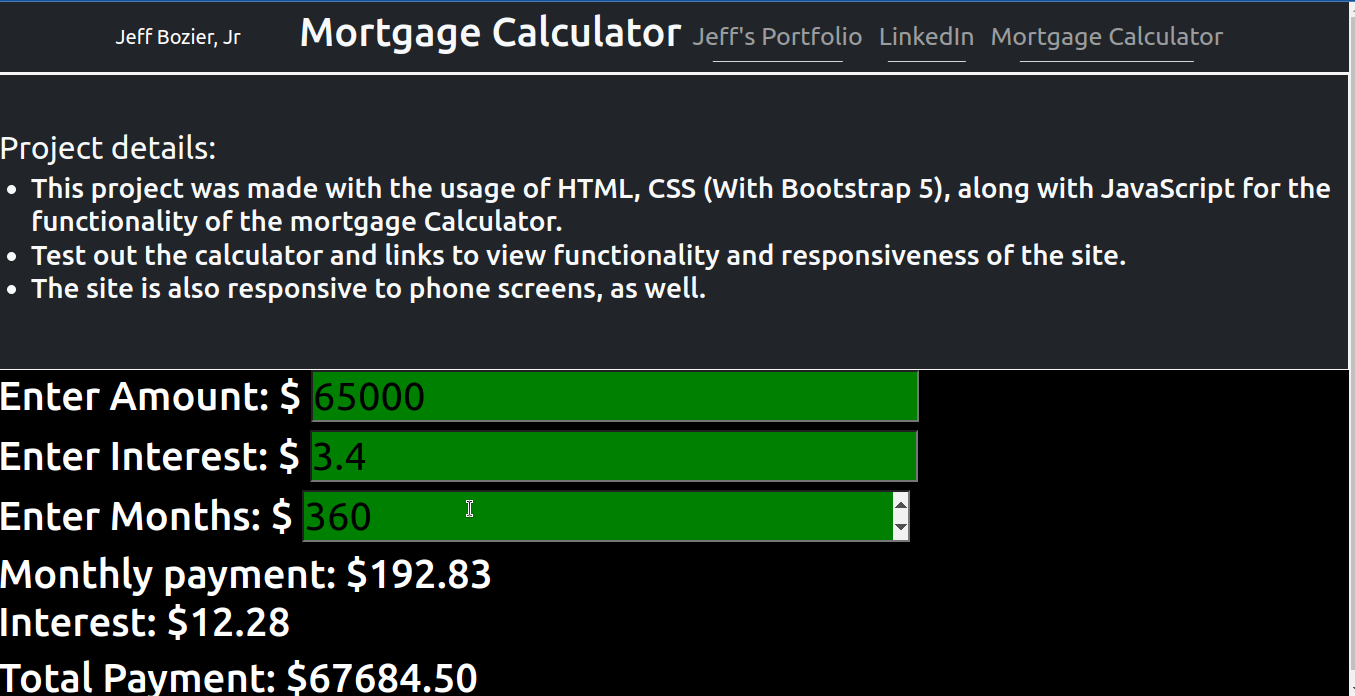 Jeff Bozier, Jr
Mortgage Calculator
Jeff's Portfolio
LinkedIn
Mortgage Calculator
Project details:
• This project was made with the usage of HTML, CSS (With Bootstrap 5), along with JavaScript for the
functionality of the mortgage Calculator.
• Test out the calculator and links to view functionality and responsiveness of the site.
• The site is also responsive to phone screens, as well.
Enter Amount: $ 65000
Enter Interest: $ 3.4
Enter Months: $ 360
Monthly payment: $192.83
Interest: $12.28
Total Payment: $67684.50